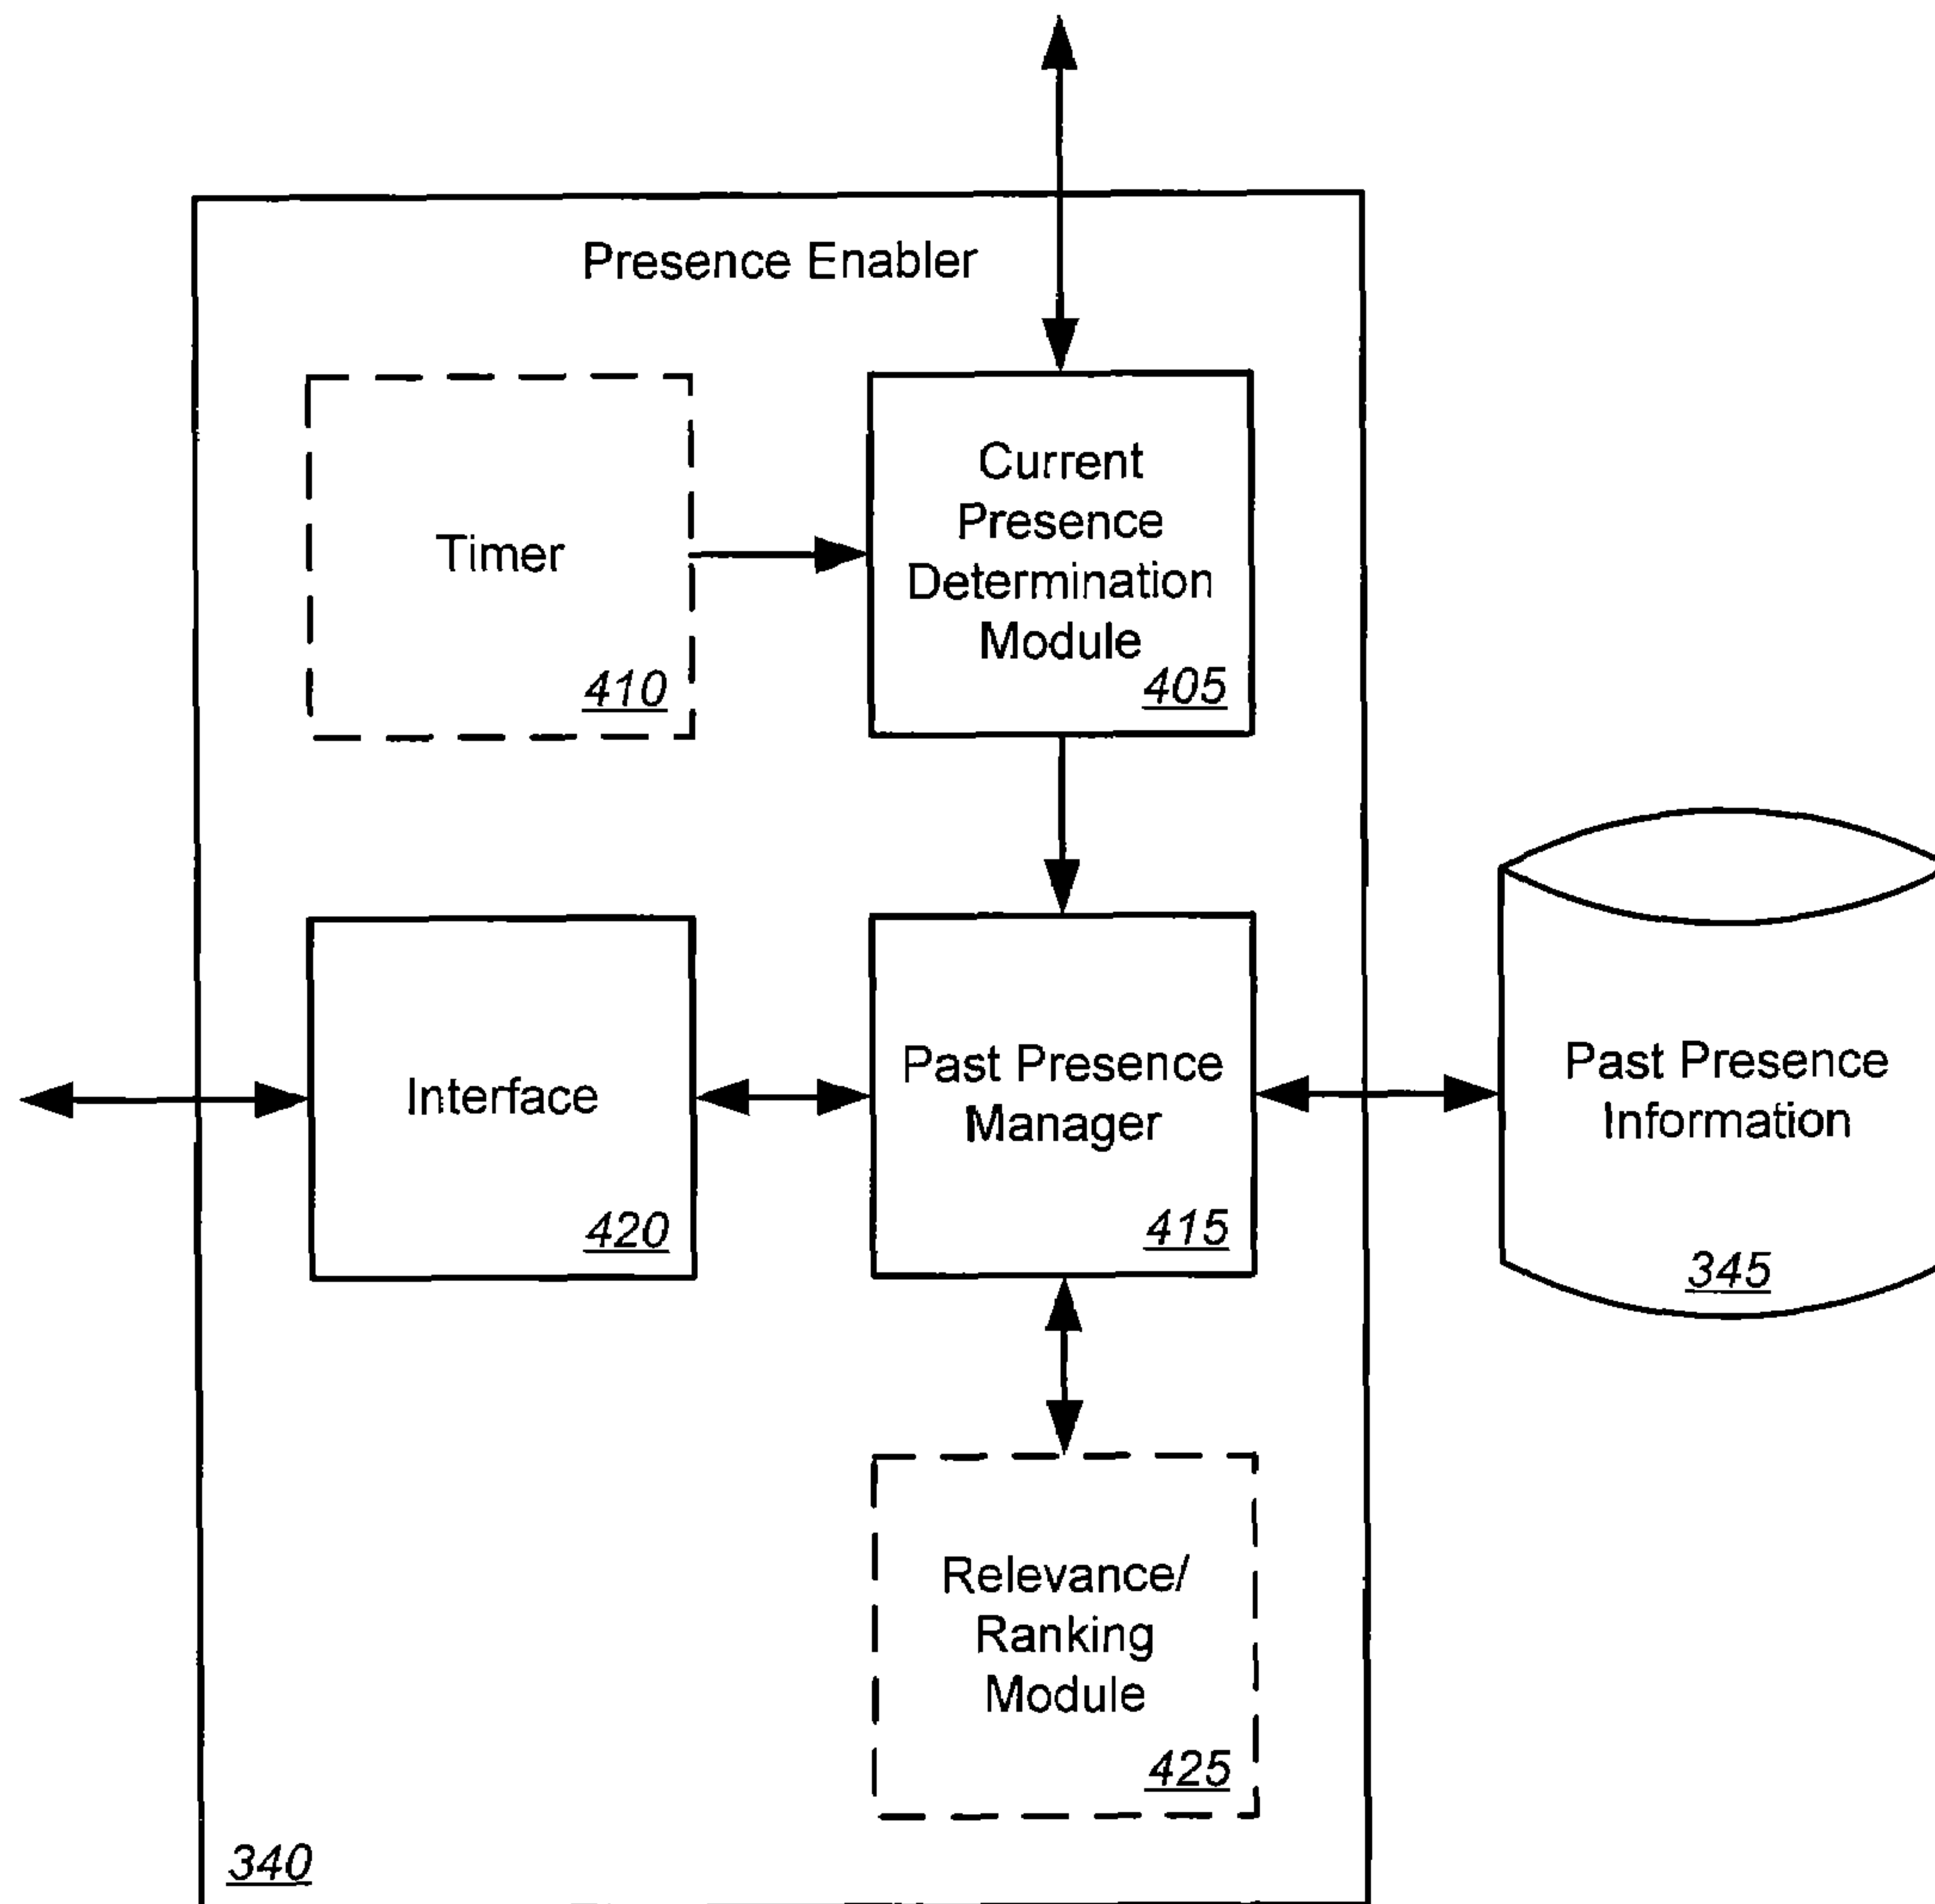 Presence Enabler
Timer
410
Current
Presence
Determination
Module
405
Interface
420
Past Presence
Manager
415
Past Presence
Information
345
Relevance/
Ranking
Module
425
340